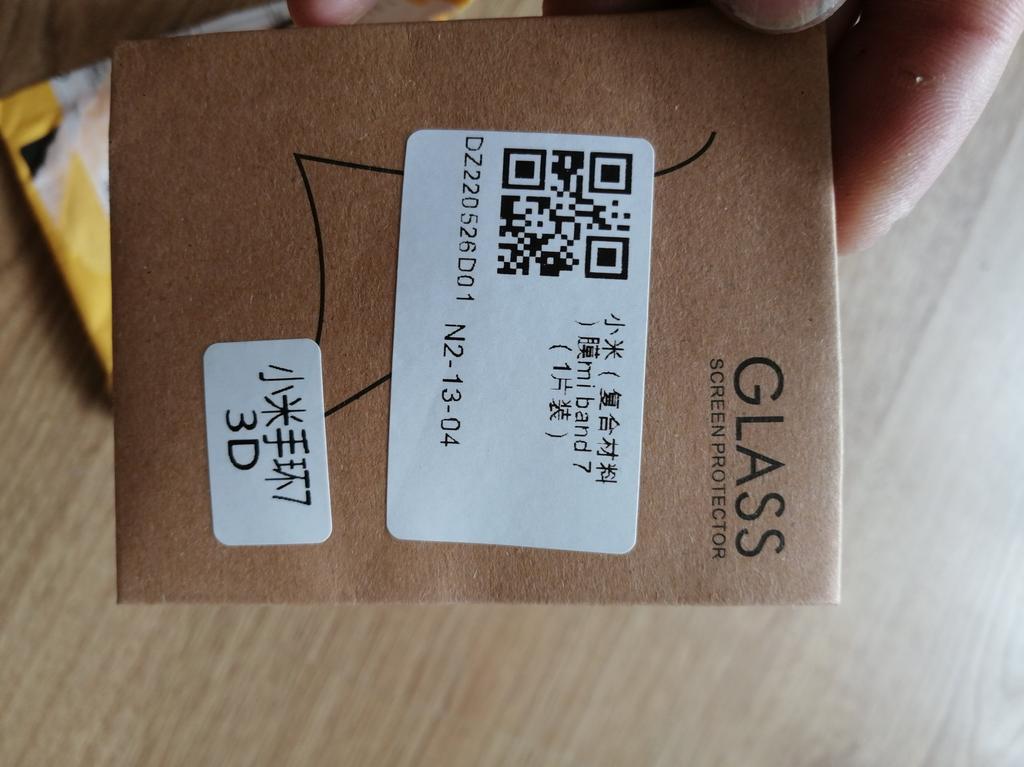 GLASS
SCREEN PROTECTOR
小米（复合材料
）膜mi band 7
（1片装）
DZ220526D01 N2-13-04
小米手环7
3D